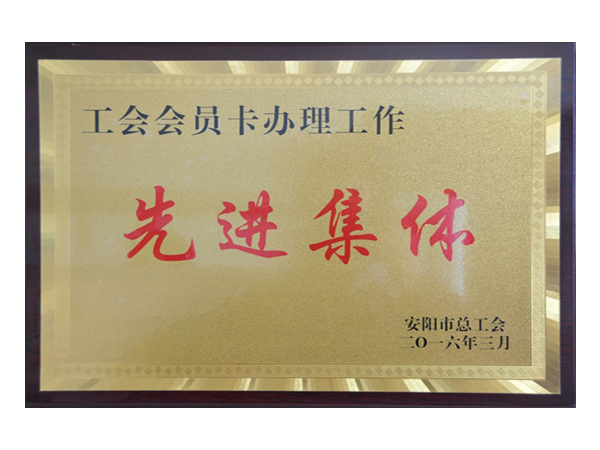 工会会员卡办理工作
先进集体
安阳市总工会
二O一六年三月